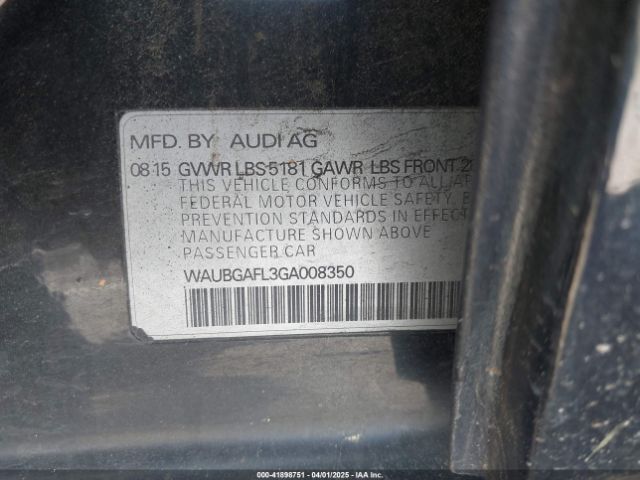 MFD. BY AUDI AG
08 15 GVWR LBS 5181 GAWR LBS FRONT
THIS VEHICLE CONFORMS TO ALL
FEDERAL MOTOR VEHICLE SAFETY,
PREVENTION STANDARDS IN EFFECT
MANUFACTURE SHOWN ABOVE
PASSENGER CAR
WAUBGAFL3GA008350
000-41898751 04/01/2025 IAA Inc.